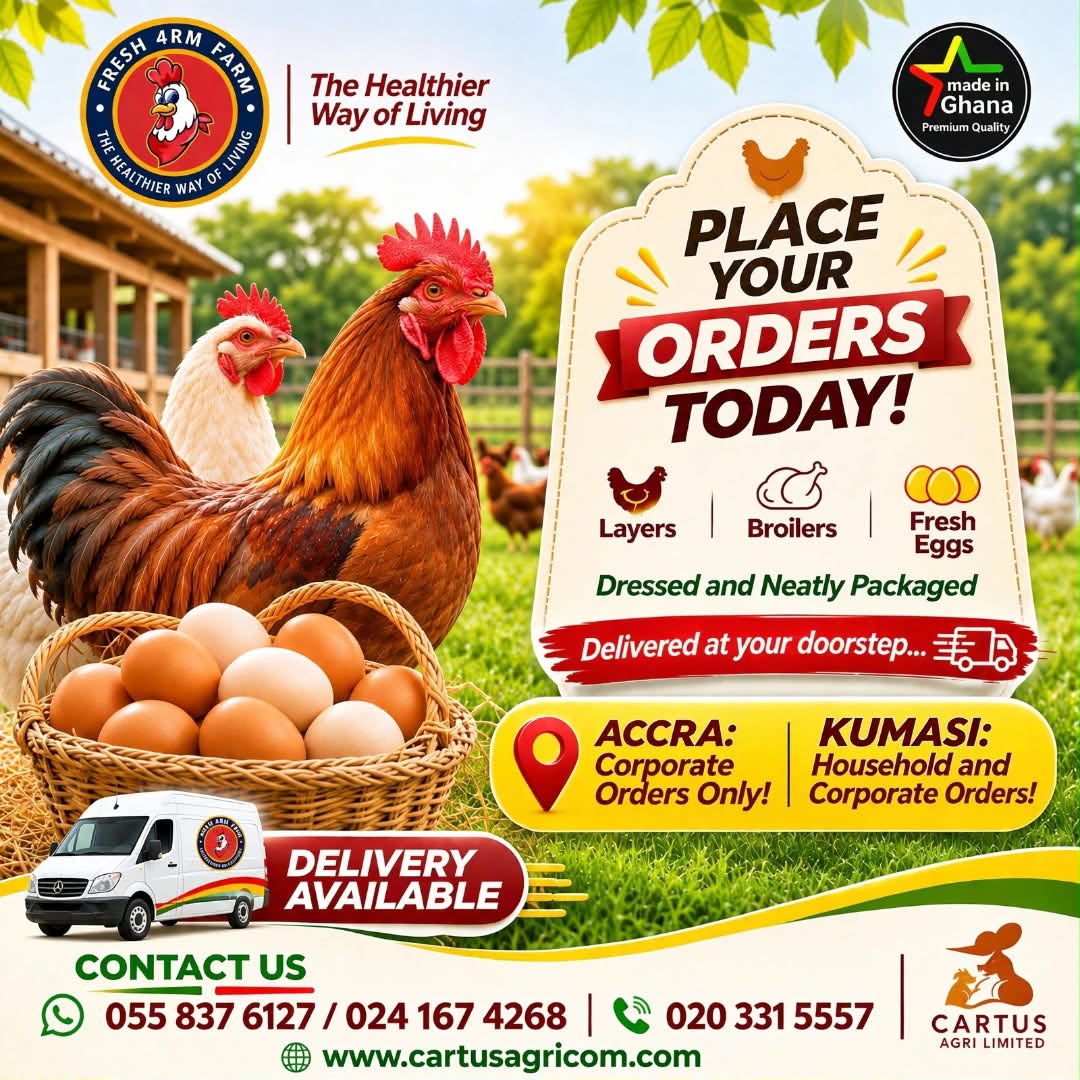 FRESH 4RM FARM
THE HEALTHIER WAY OF LIVING
The Healthier
Way of Living
made in
Ghana
Premium Quality
PLACE
YOUR
ORDERS
TODAY!
Layers
Broilers
Fresh
Eggs
Dressed and Neatly Packaged
Delivered at your doorstep...
ACCRA:
Corporate
Orders Only!
KUMASI:
Household and
Corporate Orders!
DELIVERY
AVAILABLE
CONTACT US
055 837 6127 / 024 167 4268
020 331 5557
www.cartusagricom.com
CARTUS
AGRI LIMITED